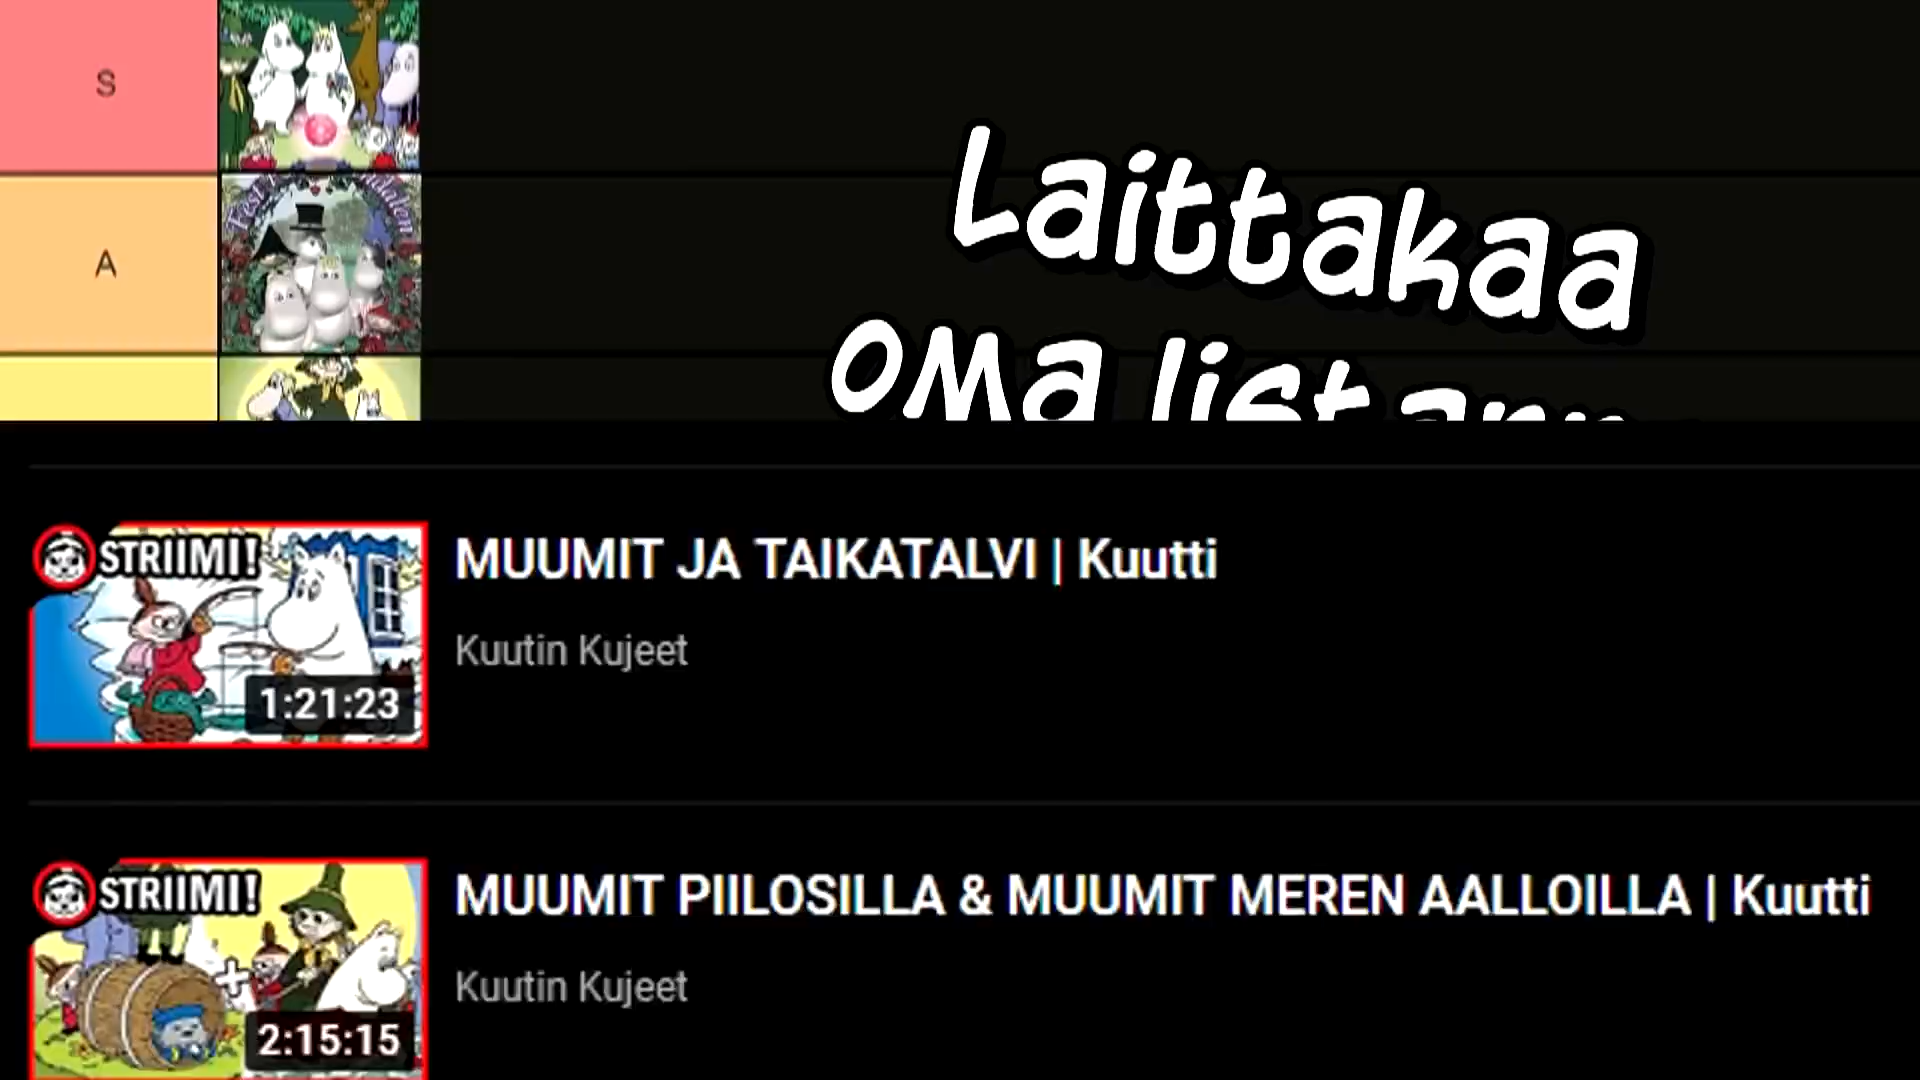 S
Laittakaa
A
oma listanne
STRIIMI!
MUUMIT JA TAIKATALVI | Kuutti
Kuutin Kujeet
1:21:23
STRIIMI!
MUUMIT PIILOSILLA & MUUMIT MEREN AALLOILLA | Kuutti
Kuutin Kujeet
2:15:15